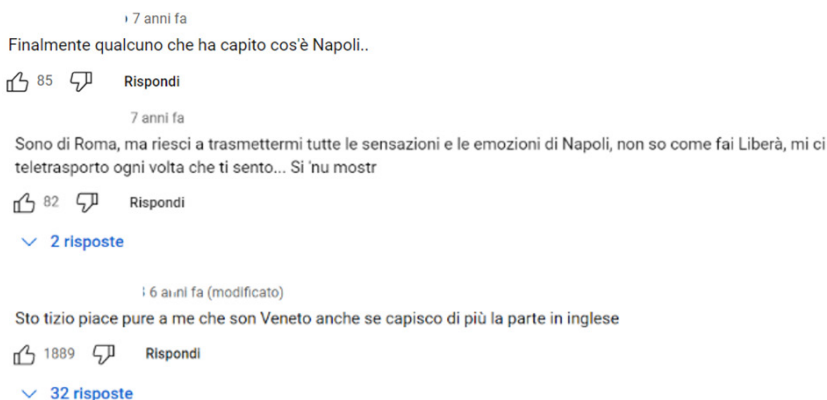 7 anni fa
Finalmente qualcuno che ha capito cos'è Napoli..
85 Rispondi
7 anni fa
Sono di Roma, ma riesci a trasmettermi tutte le sensazioni e le emozioni di Napoli, non so come fai Liberà, mi ci
teletrasporto ogni volta che ti sento... Si 'nu mostr
82 Rispondi
2 risposte
6 anni fa (modificato)
Sto tizio piace pure a me che son Veneto anche se capisco di più la parte in inglese
1889 Rispondi
32 risposte